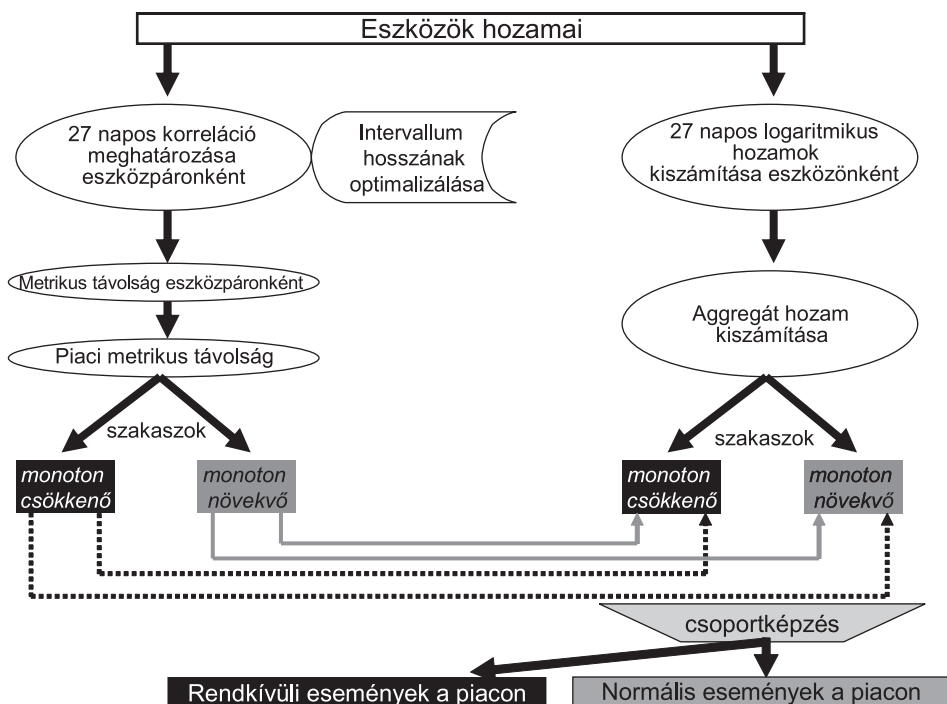 Eszközök hozamai
27 napos korreláció
meghatározása
eszközpáronként
Intervallum
hosszának
optimalizálása
27 napos logaritmikus
hozamok
kiszámítása eszközönként
Metrikus távolság eszközpáronként
Aggregát hozam
kiszámítása
Piaci metrikus távolság
szakaszok
szakaszok
monoton
csökkenő
monoton
növekvő
monoton
csökkenő
monoton
növekvő
csoportképzés
Rendkívüli események a piacon
Normális események a piacon